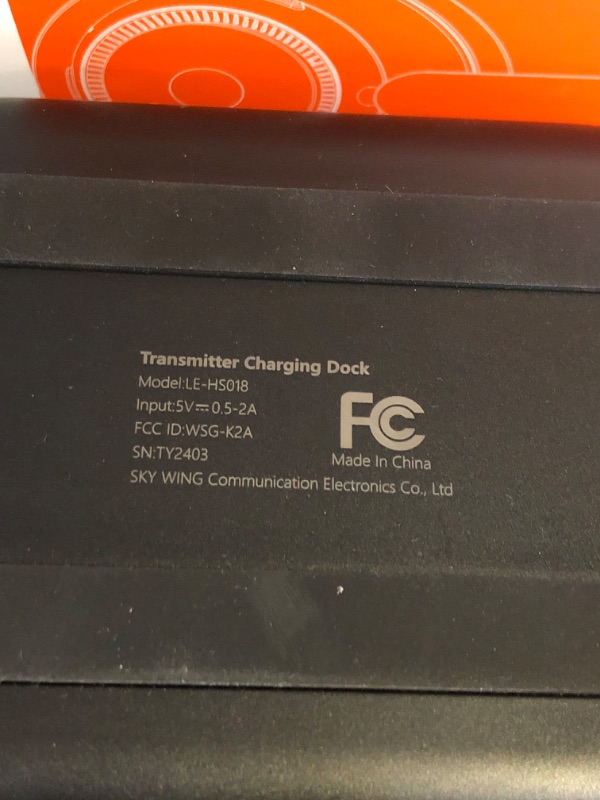 Transmitter Charging Dock
Model:LE-HS018
Input:5V⎓0.5-2A
FCC ID:WSG-K2A
SN:TY2403
FC
Made In China
SKY WING Communication Electronics Co., Ltd